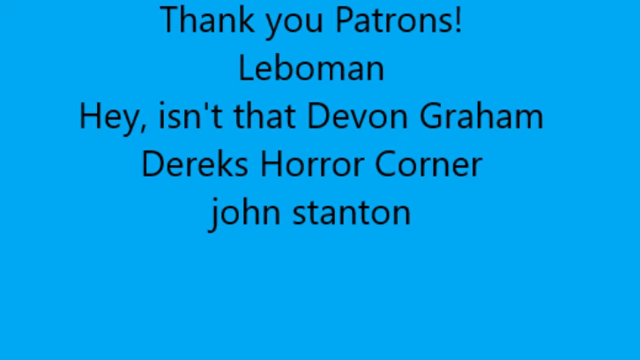 Thank you Patrons!
Leboman
Hey, isn't that Devon Graham
Dereks Horror Corner
john stanton